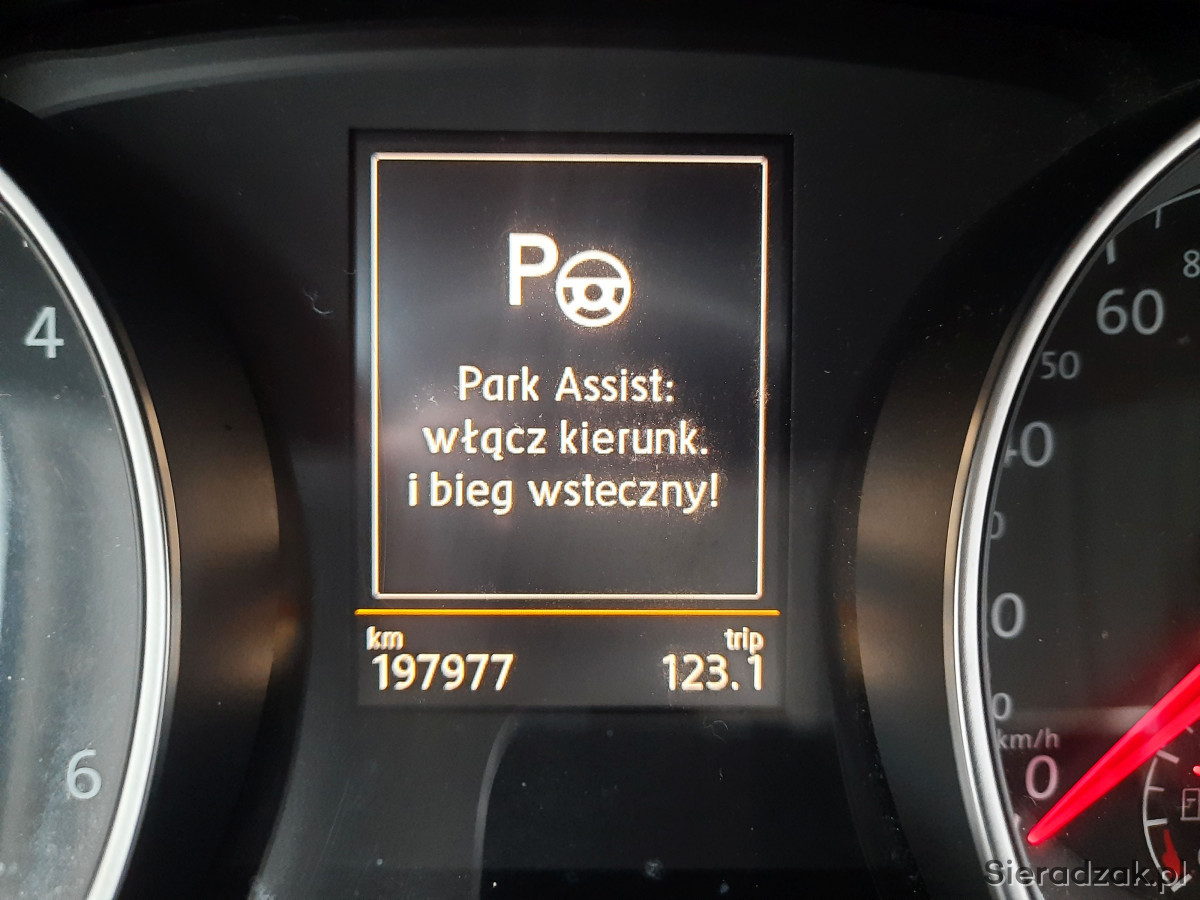 P
Park Assist:
włącz kierunk.
i bieg wsteczny!
km trip
197977 123.1
4
6
60
50
km/h
0
Sieradzak.pl